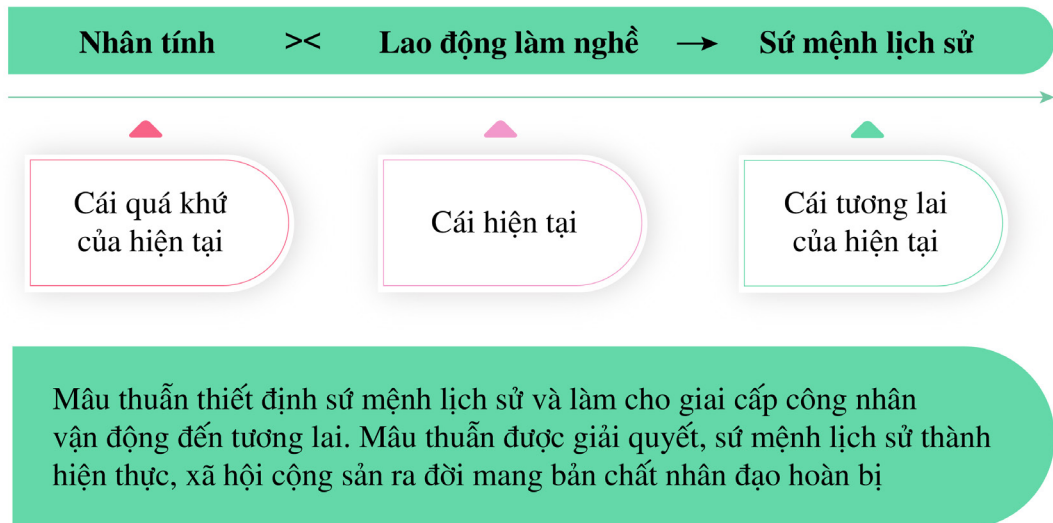 Nhân tính >< Lao động làm nghề → Sứ mệnh lịch sử
Cái quá khứ
của hiện tại
Cái hiện tại
Cái tương lai
của hiện tại
Mâu thuẫn thiết định sứ mệnh lịch sử và làm cho giai cấp công nhân
vận động đến tương lai. Mâu thuẫn được giải quyết, sứ mệnh lịch sử thành
hiện thực, xã hội cộng sản ra đời mang bản chất nhân đạo hoàn bị